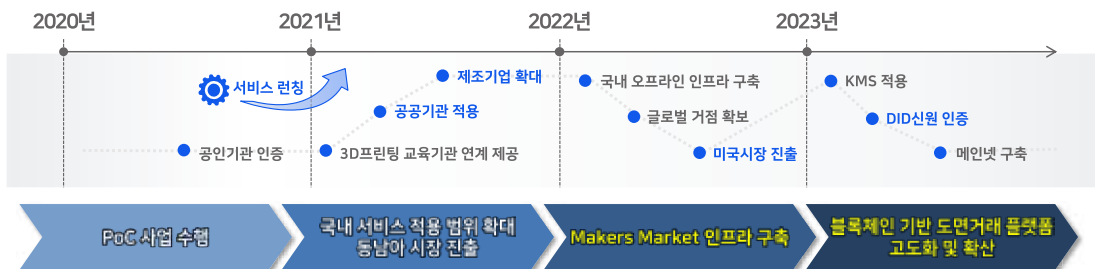 2020년
2021년
2022년
2023년
서비스 런칭
제조기업 확대
국내 오프라인 인프라 구축
KMS 적용
공공기관 적용
글로벌 거점 확보
DID신원 인증
공인기관 인증
3D프린팅 교육기관 연계 제공
미국시장 진출
메인넷 구축
PoC 사업 수행
국내 서비스 적용 범위 확대
동남아 시장 진출
Makers Market 인프라 구축
블록체인 기반 도면거래 플랫폼
고도화 및 확산